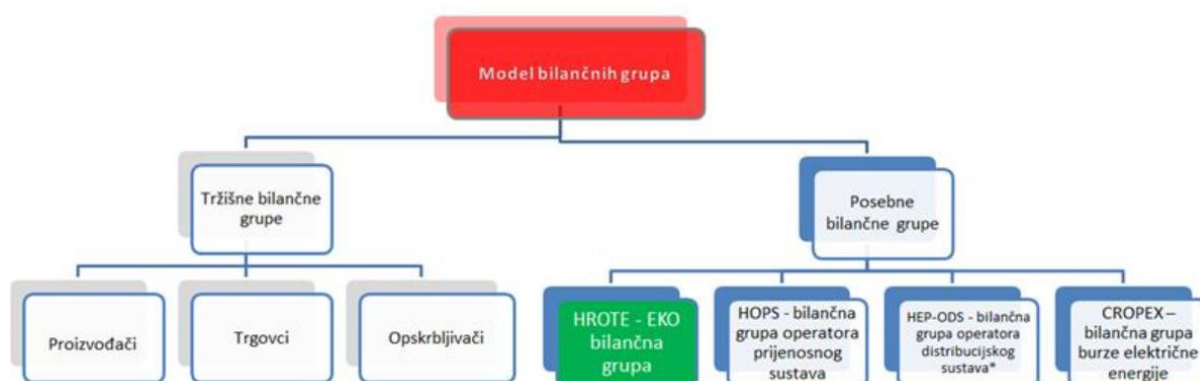 Model bilančnih grupa
Tržišne bilančne
grupe
Posebne
bilančne grupe
Proizvođači
Trgovci
Opskrbljivači
HROTE - EKO
bilančna
grupa
HOPS - bilančna
grupa operatora
prijenosnog
sustava
HEP-ODS - bilančna
grupa operatora
distribucijskog
sustava*
CROPEX –
bilančna grupa
burze električne
energije